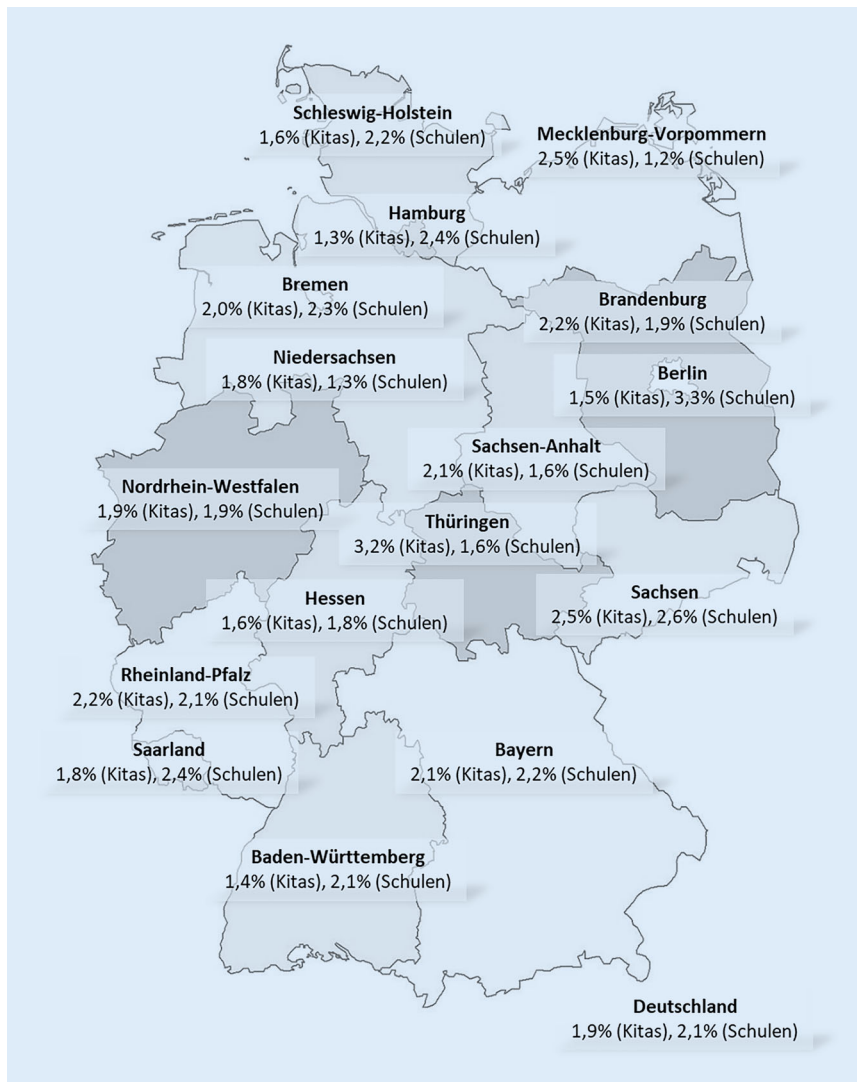 Schleswig-Holstein
1,6% (Kitas), 2,2% (Schulen)
Mecklenburg-Vorpommern
2,5% (Kitas), 1,2% (Schulen)
Hamburg
1,3% (Kitas), 2,4% (Schulen)
Bremen
2,0% (Kitas), 2,3% (Schulen)
Brandenburg
2,2% (Kitas), 1,9% (Schulen)
Niedersachsen
1,8% (Kitas), 1,3% (Schulen)
Berlin
1,5% (Kitas), 3,3% (Schulen)
Sachsen-Anhalt
2,1% (Kitas), 1,6% (Schulen)
Nordrhein-Westfalen
1,9% (Kitas), 1,9% (Schulen)
Thüringen
3,2% (Kitas), 1,6% (Schulen)
Hessen
1,6% (Kitas), 1,8% (Schulen)
Sachsen
2,5% (Kitas), 2,6% (Schulen)
Rheinland-Pfalz
2,2% (Kitas), 2,1% (Schulen)
Saarland
1,8% (Kitas), 2,4% (Schulen)
Bayern
2,1% (Kitas), 2,2% (Schulen)
Baden-Württemberg
1,4% (Kitas), 2,1% (Schulen)
Deutschland
1,9% (Kitas), 2,1% (Schulen)